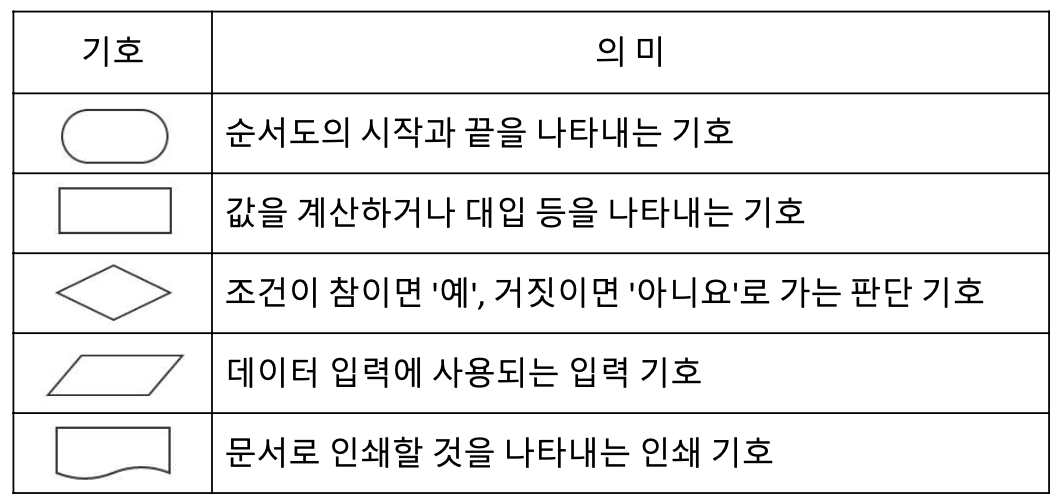 기호
의 미
순서도의 시작과 끝을 나타내는 기호
값을 계산하거나 대입 등을 나타내는 기호
조건이 참이면 '예', 거짓이면 '아니요'로 가는 판단 기호
데이터 입력에 사용되는 입력 기호
문서로 인쇄할 것을 나타내는 인쇄 기호